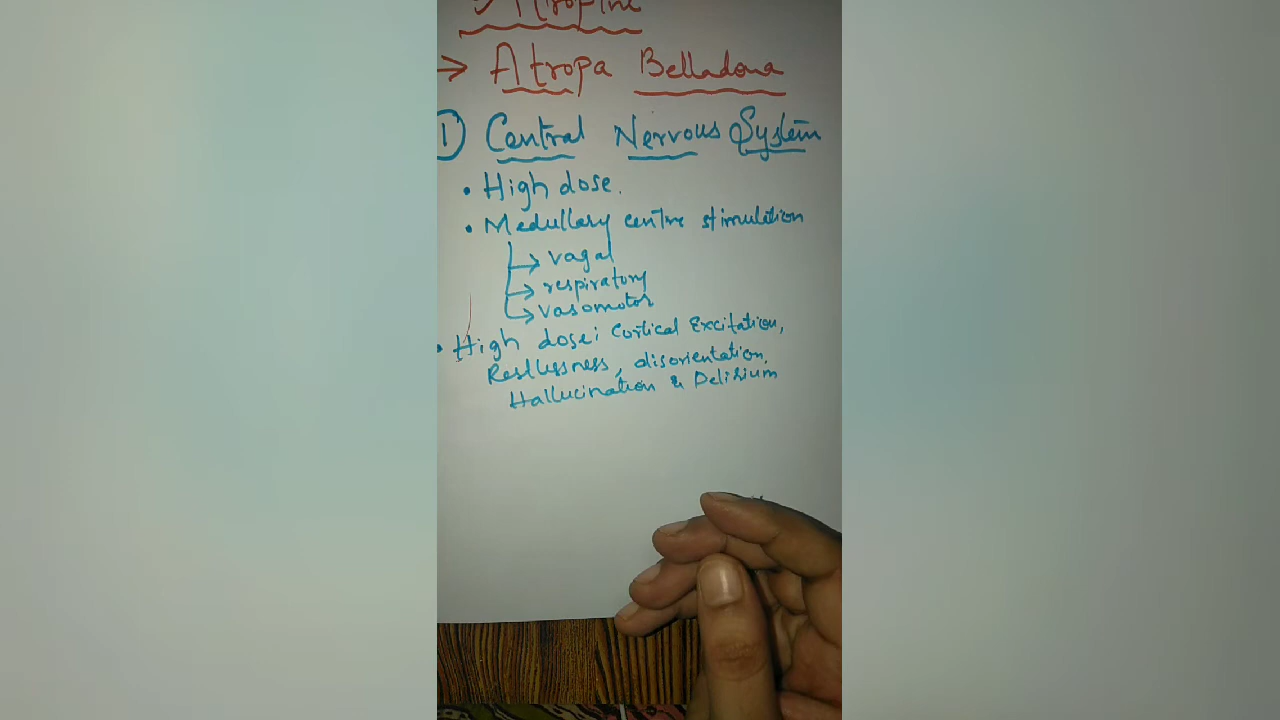 Atropine
→ Atropa Belladona
① Central Nervous System
• High dose.
• Medullary centre stimulation
→ vagal
→ respiratory
→ vasomotor
• High dose: Cortical Excitation,
Restlessness, disorientation,
Hallucination & Delirium